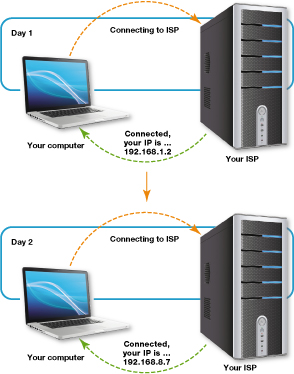 Day 1
Connecting to ISP
Connected,
your IP is ...
192.168.1.2
Your computer
Your ISP
Day 2
Connecting to ISP
Connected,
your IP is ...
192.168.8.7
Your computer
Your ISP